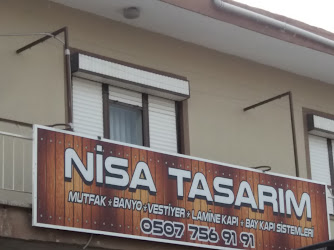 NİSA TASARIM
MUTFAK + BANYO + VESTİYER + LAMİNE KAPI + BAY KAPI SİSTEMLERİ
0507 756 91 91